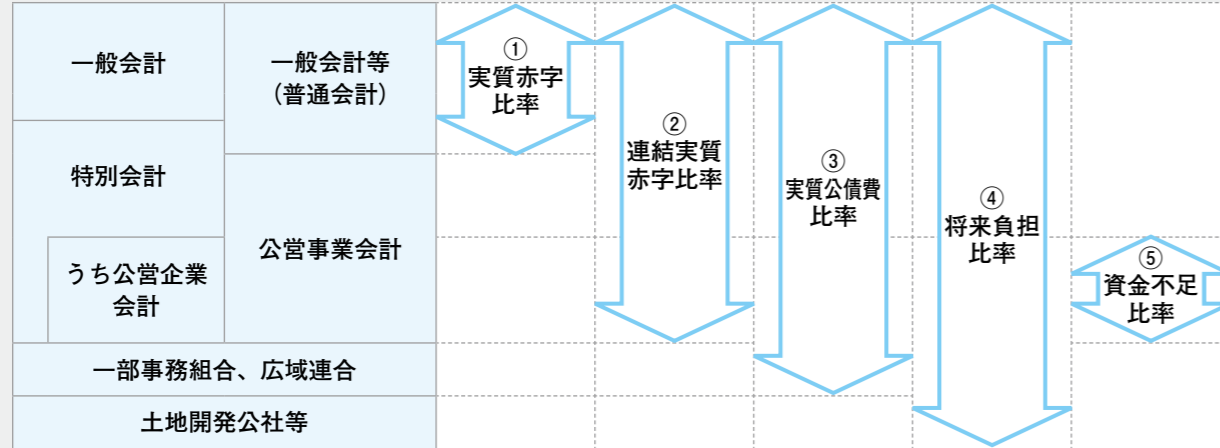 一般会計
一般会計等
（普通会計）
特別会計
公営事業会計
うち公営企業
会計
一部事務組合、広域連合
土地開発公社等
①
実質赤字
比率
②
連結実質
赤字比率
③
実質公債費
比率
④
将来負担
比率
⑤
資金不足
比率